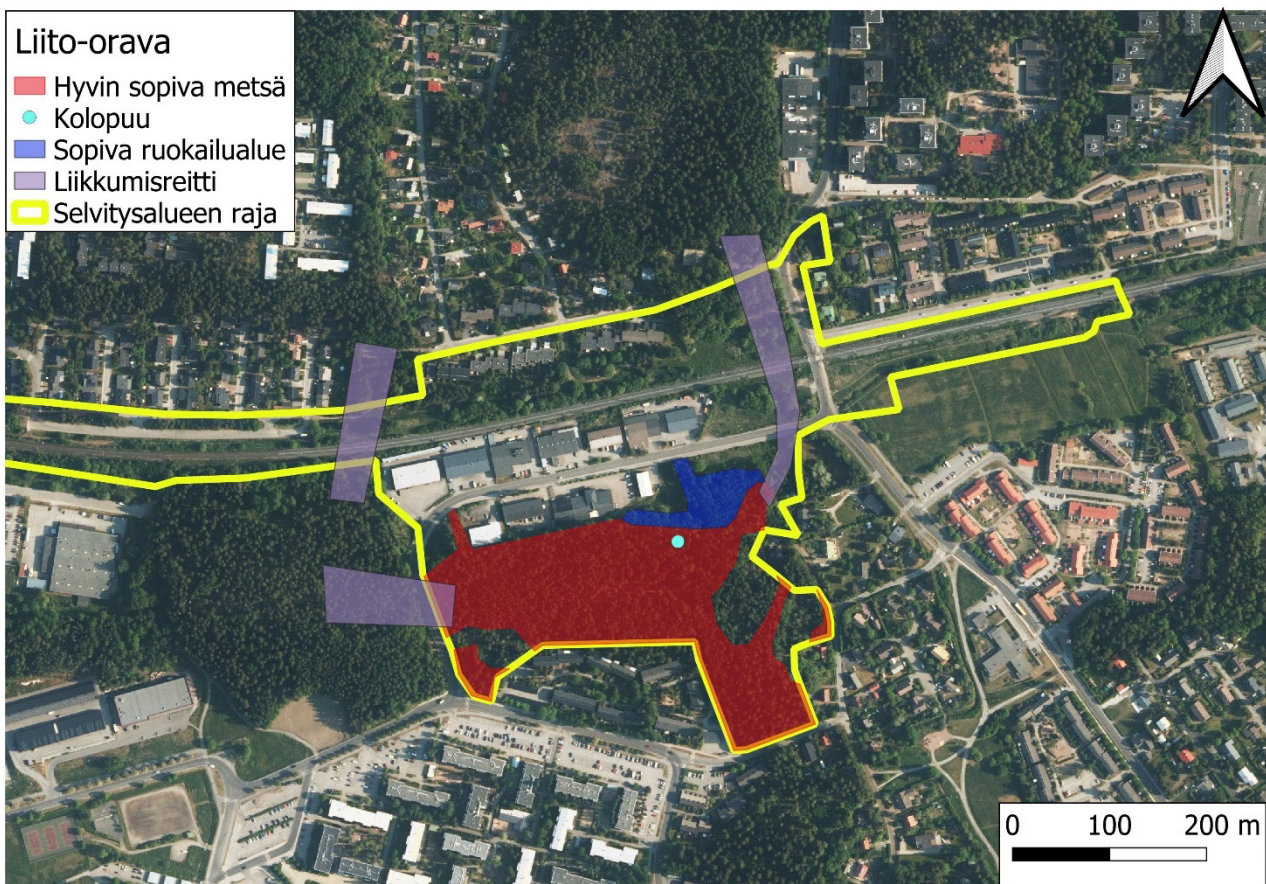 Liito-orava
Hyvin sopiva metsä
Kolopuu
Sopiva ruokailualue
Liikkumisreitti
Selvitysalueen raja
0 100 200 m